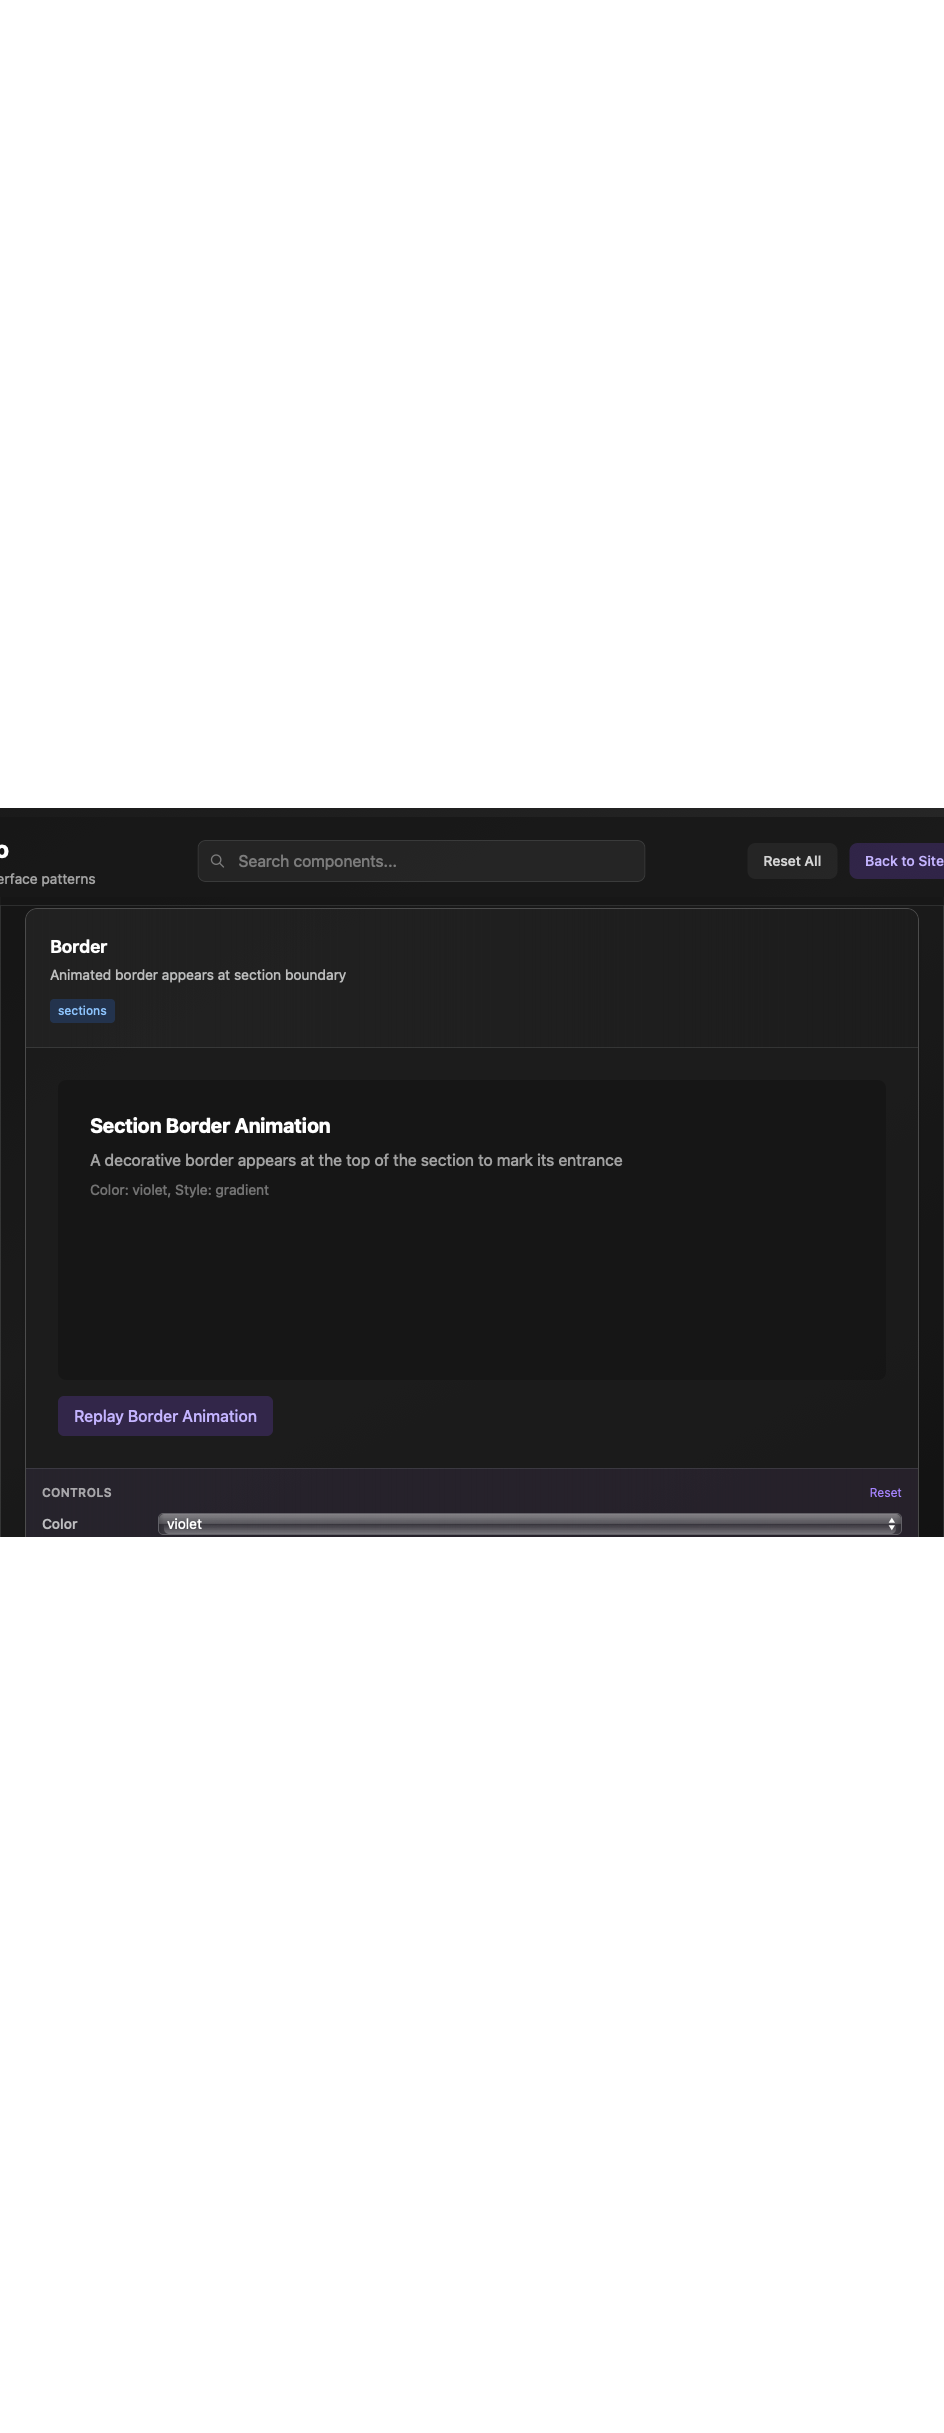 o
erface patterns
Search components...
Reset All
Back to Site
Border
Animated border appears at section boundary
sections
Section Border Animation
A decorative border appears at the top of the section to mark its entrance
Color: violet, Style: gradient
Replay Border Animation
CONTROLS
Reset
Color
violet